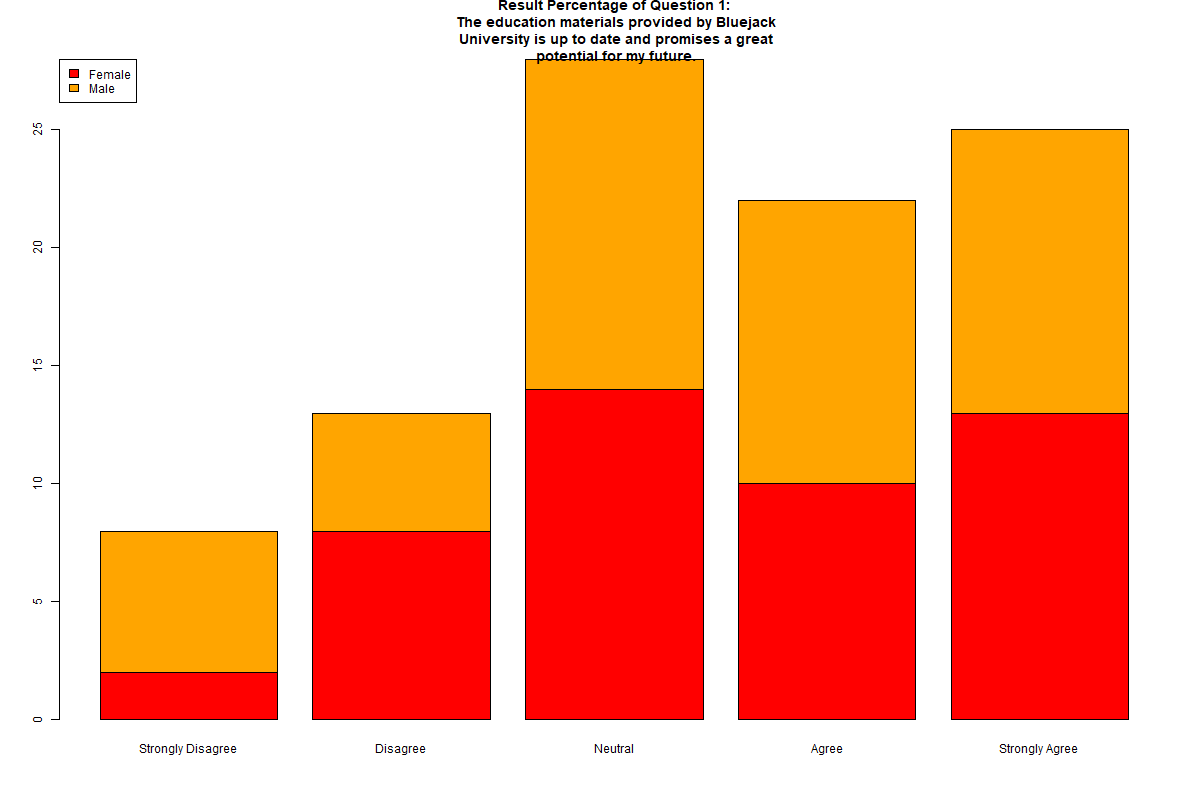 Result Percentage of Question 1:
The education materials provided by Bluejack
University is up to date and promises a great
potential for my future.
Female
Male
25
20
15
10
5
0
Strongly Disagree
Disagree
Neutral
Agree
Strongly Agree